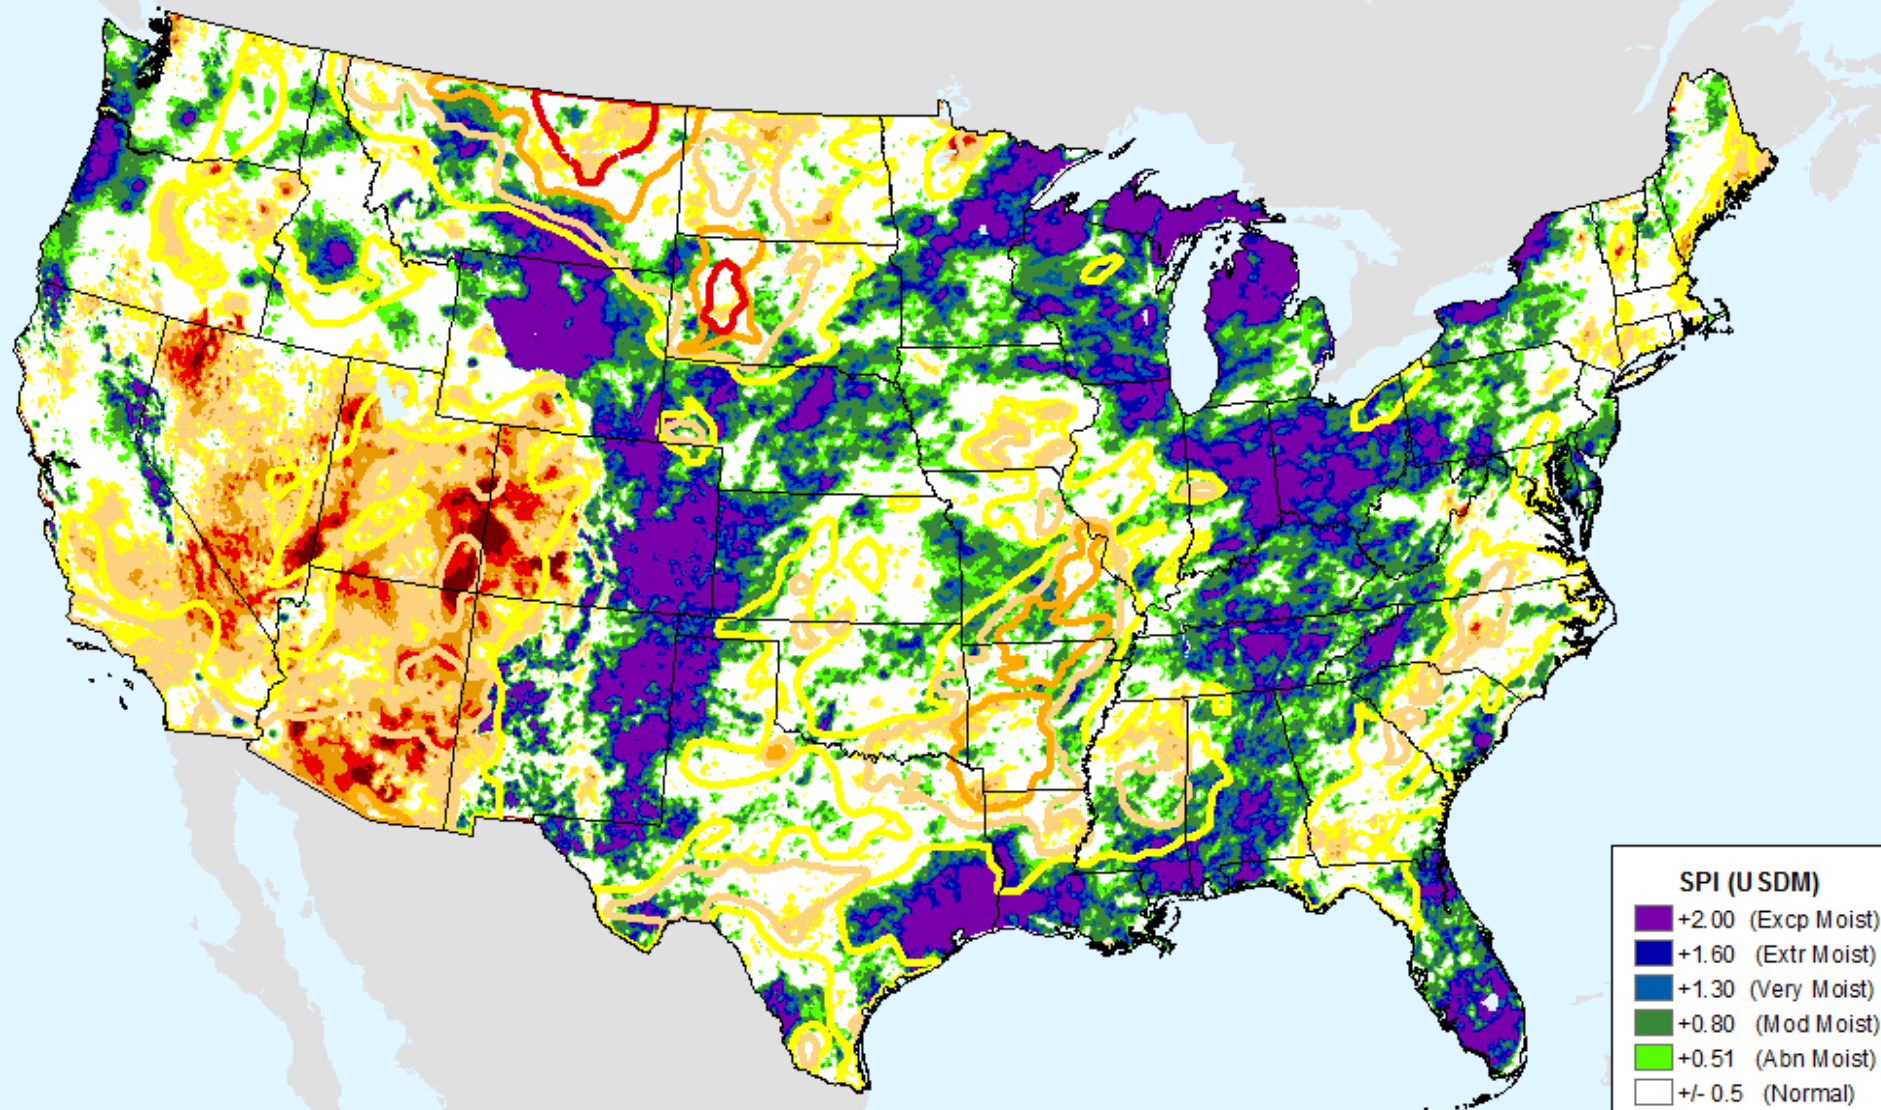 SPI (USDM)
+2.00 (Excp Moist)
+1.60 (Extr Moist)
+1.30 (Very Moist)
+0.80 (Mod Moist)
+0.51 (Abn Moist)
+/- 0.5 (Normal)